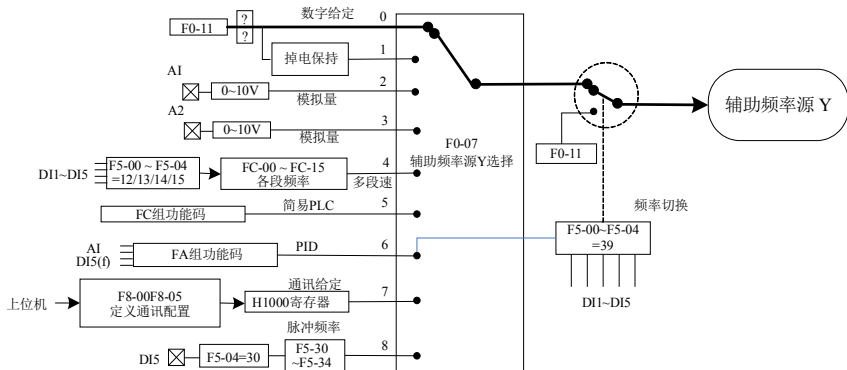 数字给定
0
F0-11
?
?
掉电保持
1
AI
0~10V
模拟量
2
A2
0~10V
模拟量
3
DI1~DI5
F5-00 ~ F5-04
=12/13/14/15
FC-00 ~ FC-15
各段频率
多段速
4
FC组功能码
简易PLC
5
AI
DI5(f)
FA组功能码
PID
6
上位机
F8-00F8-05
定义通讯配置
通讯给定
H1000寄存器
7
脉冲频率
DI5
F5-04=30
F5-30
~F5-34
8
F0-07
辅助频率源Y选择
F0-11
频率切换
F5-00~F5-04
=39
DI1~DI5
辅助频率源 Y